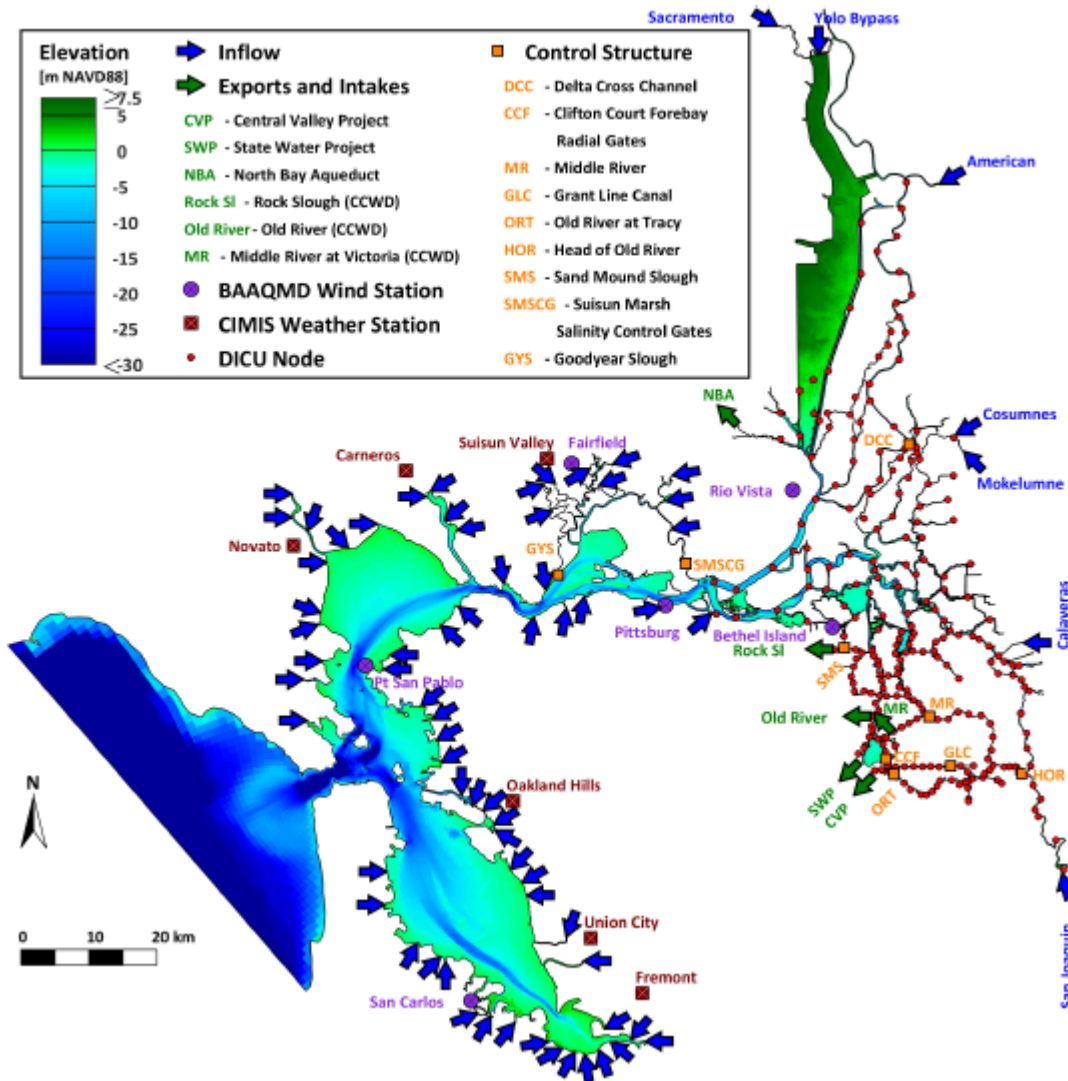 Sacramento
Yolo Bypass
Elevation
[m NAVD88]
≥7.5
5
0
-5
-10
-15
-20
-25
≤-30
Inflow
Exports and Intakes
CVP - Central Valley Project
SWP - State Water Project
NBA - North Bay Aqueduct
Rock Sl - Rock Slough (CCWD)
Old River - Old River (CCWD)
MR - Middle River at Victoria (CCWD)
BAAQMD Wind Station
CIMIS Weather Station
DICU Node
Control Structure
DCC - Delta Cross Channel
CCF - Clifton Court Forebay
Radial Gates
MR - Middle River
GLC - Grant Line Canal
ORT - Old River at Tracy
HOR - Head of Old River
SMS - Sand Mound Slough
SMSCG - Suisun Marsh
Salinity Control Gates
GYS - Goodyear Slough
American
NBA
Cosumnes
DCC
Mokelumne
Suisun Valley
Fairfield
Carneros
Rio Vista
Novato
GYS
SMSCG
Pittsburg
Bethel Island
Calaveras
Rock Sl
SMS
Pt San Pablo
Old River
MR
MR
CCF
GLC
HOR
SWP
CVP
ORT
Oakland Hills
N
0 10 20 km
Union City
Fremont
San Carlos
San Joaquin